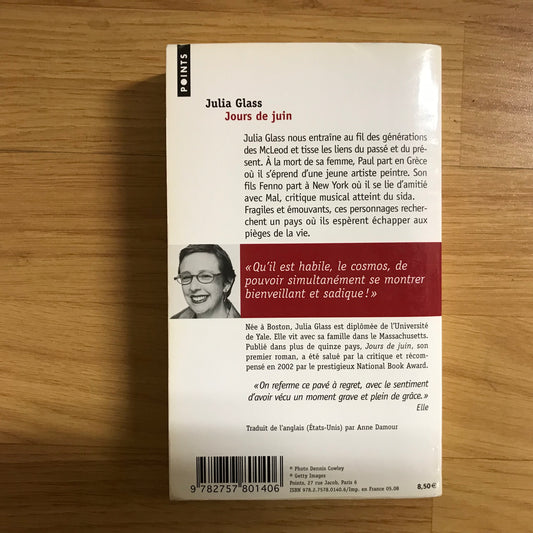 POINTS
Julia Glass
Jours de juin
Julia Glass nous entraîne au fil des générations
des McLeod et tisse les liens du passé et du pré-
sent. À la mort de sa femme, Paul part en Grèce
où il s'éprend d'une jeune artiste peintre. Son
fils Fenno part à New York où il se lie d'amitié
avec Mal, critique musical atteint du sida.
Fragiles et émouvants, ces personnages recher-
chent un pays où ils espèrent échapper aux
pièges de la vie.
« Qu'il est habile, le cosmos, de
pouvoir simultanément se montrer
bienveillant et sadique ! »
Née à Boston, Julia Glass est diplômée de l'Université
de Yale. Elle vit avec sa famille dans le Massachusetts.
Publié dans plus de quinze pays, Jours de juin, son
premier roman, a été salué par la critique et récom-
pensé en 2002 par le prestigieux National Book Award.
« On referme ce pavé à regret, avec le sentiment
d'avoir vécu un moment grave et plein de grâce. »
Elle
Traduit de l'anglais (États-Unis) par Anne Damour
® Photo Dennis Cowley
® Getty Images
Points, 27 rue Jacob, Paris 6
ISBN 978.2.7578.0140.6/Imp. en France 05.08
8,50€
9 782757 801406